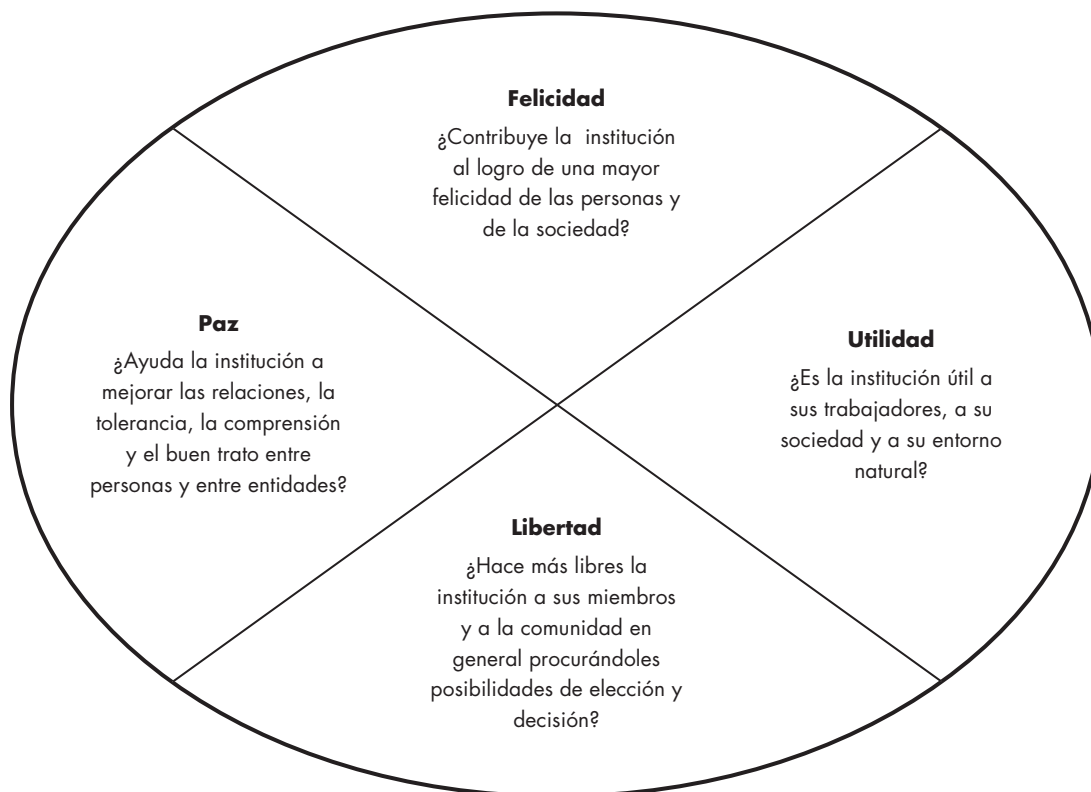 Felicidad
¿Contribuye la institución
al logro de una mayor
felicidad de las personas y
de la sociedad?
Paz
¿Ayuda la institución a
mejorar las relaciones, la
tolerancia, la comprensión
y el buen trato entre
personas y entre entidades?
Utilidad
¿Es la institución útil a
sus trabajadores, a su
sociedad y a su entorno
natural?
Libertad
¿Hace más libres la
institución a sus miembros
y a la comunidad en
general procurándoles
posibilidades de elección y
decisión?